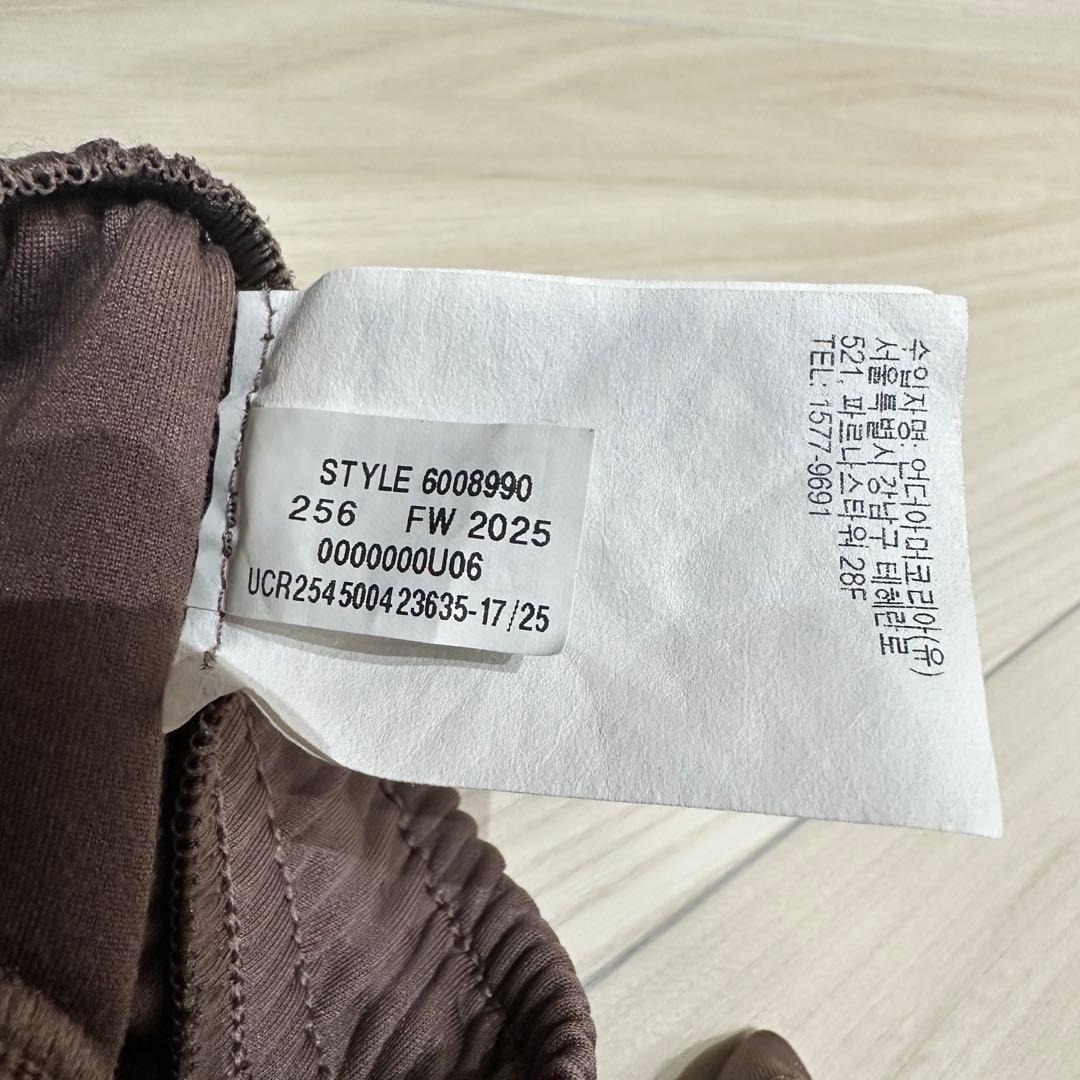 STYLE 6008990
256 FW 2025
0000000U06
UCR254500423635-17/25
수입자명: 언더아머코리아(유)
서울특별시 강남구 테헤란로
521, 파르나스타워 28F
TEL: 1577-9691